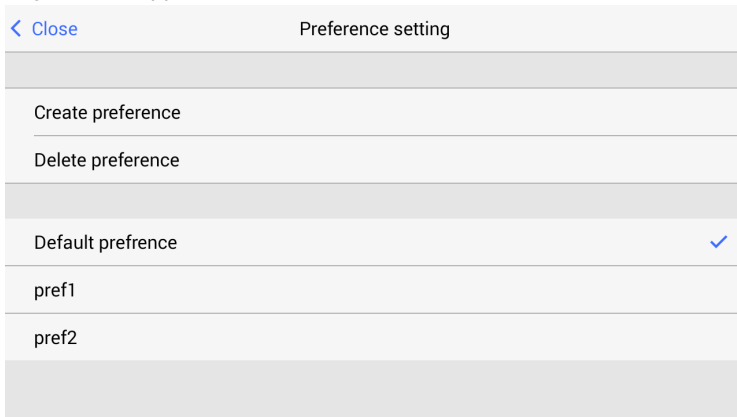 Close Preference setting
Create preference
Delete preference
Default prefrence
pref1
pref2